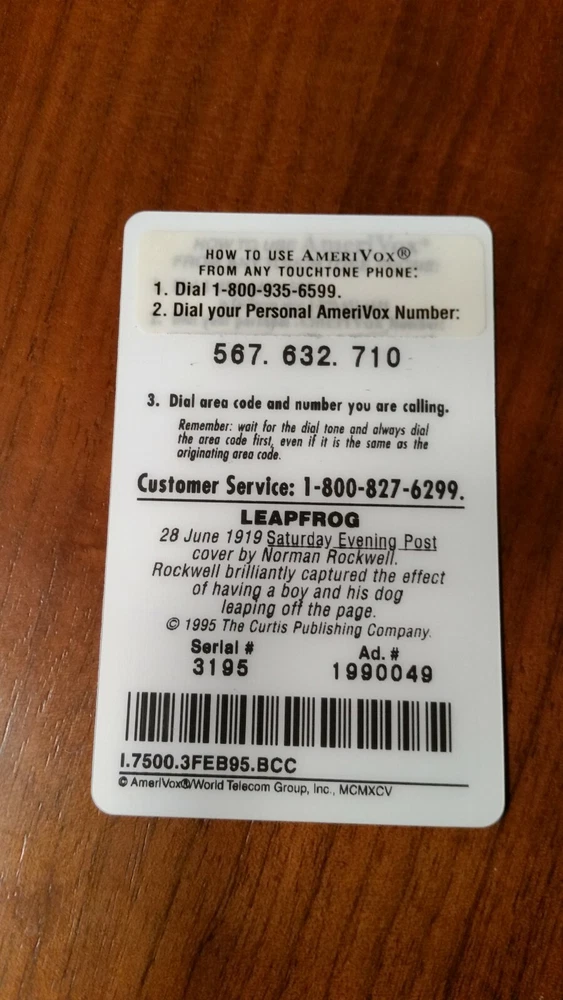 HOW TO USE AMERIVOX®
FROM ANY TOUCHTONE PHONE:
1. Dial 1-800-935-6599.
2. Dial your Personal AmeriVox Number:
567. 632. 710
3. Dial area code and number you are calling.
Remember: wait for the dial tone and always dial
the area code first, even if it is the same as the
originating area code.
Customer Service: 1-800-827-6299.
LEAPFROG
28 June 1919 Saturday Evening Post
cover by Norman Rockwell.
Rockwell brilliantly captured the effect
of having a boy and his dog
leaping off the page.
© 1995 The Curtis Publishing Company.
Serial # Ad. #
3195 1990049
I.7500.3FEB95.BCC
© AmeriVox®/World Telecom Group, Inc., MCMXCV